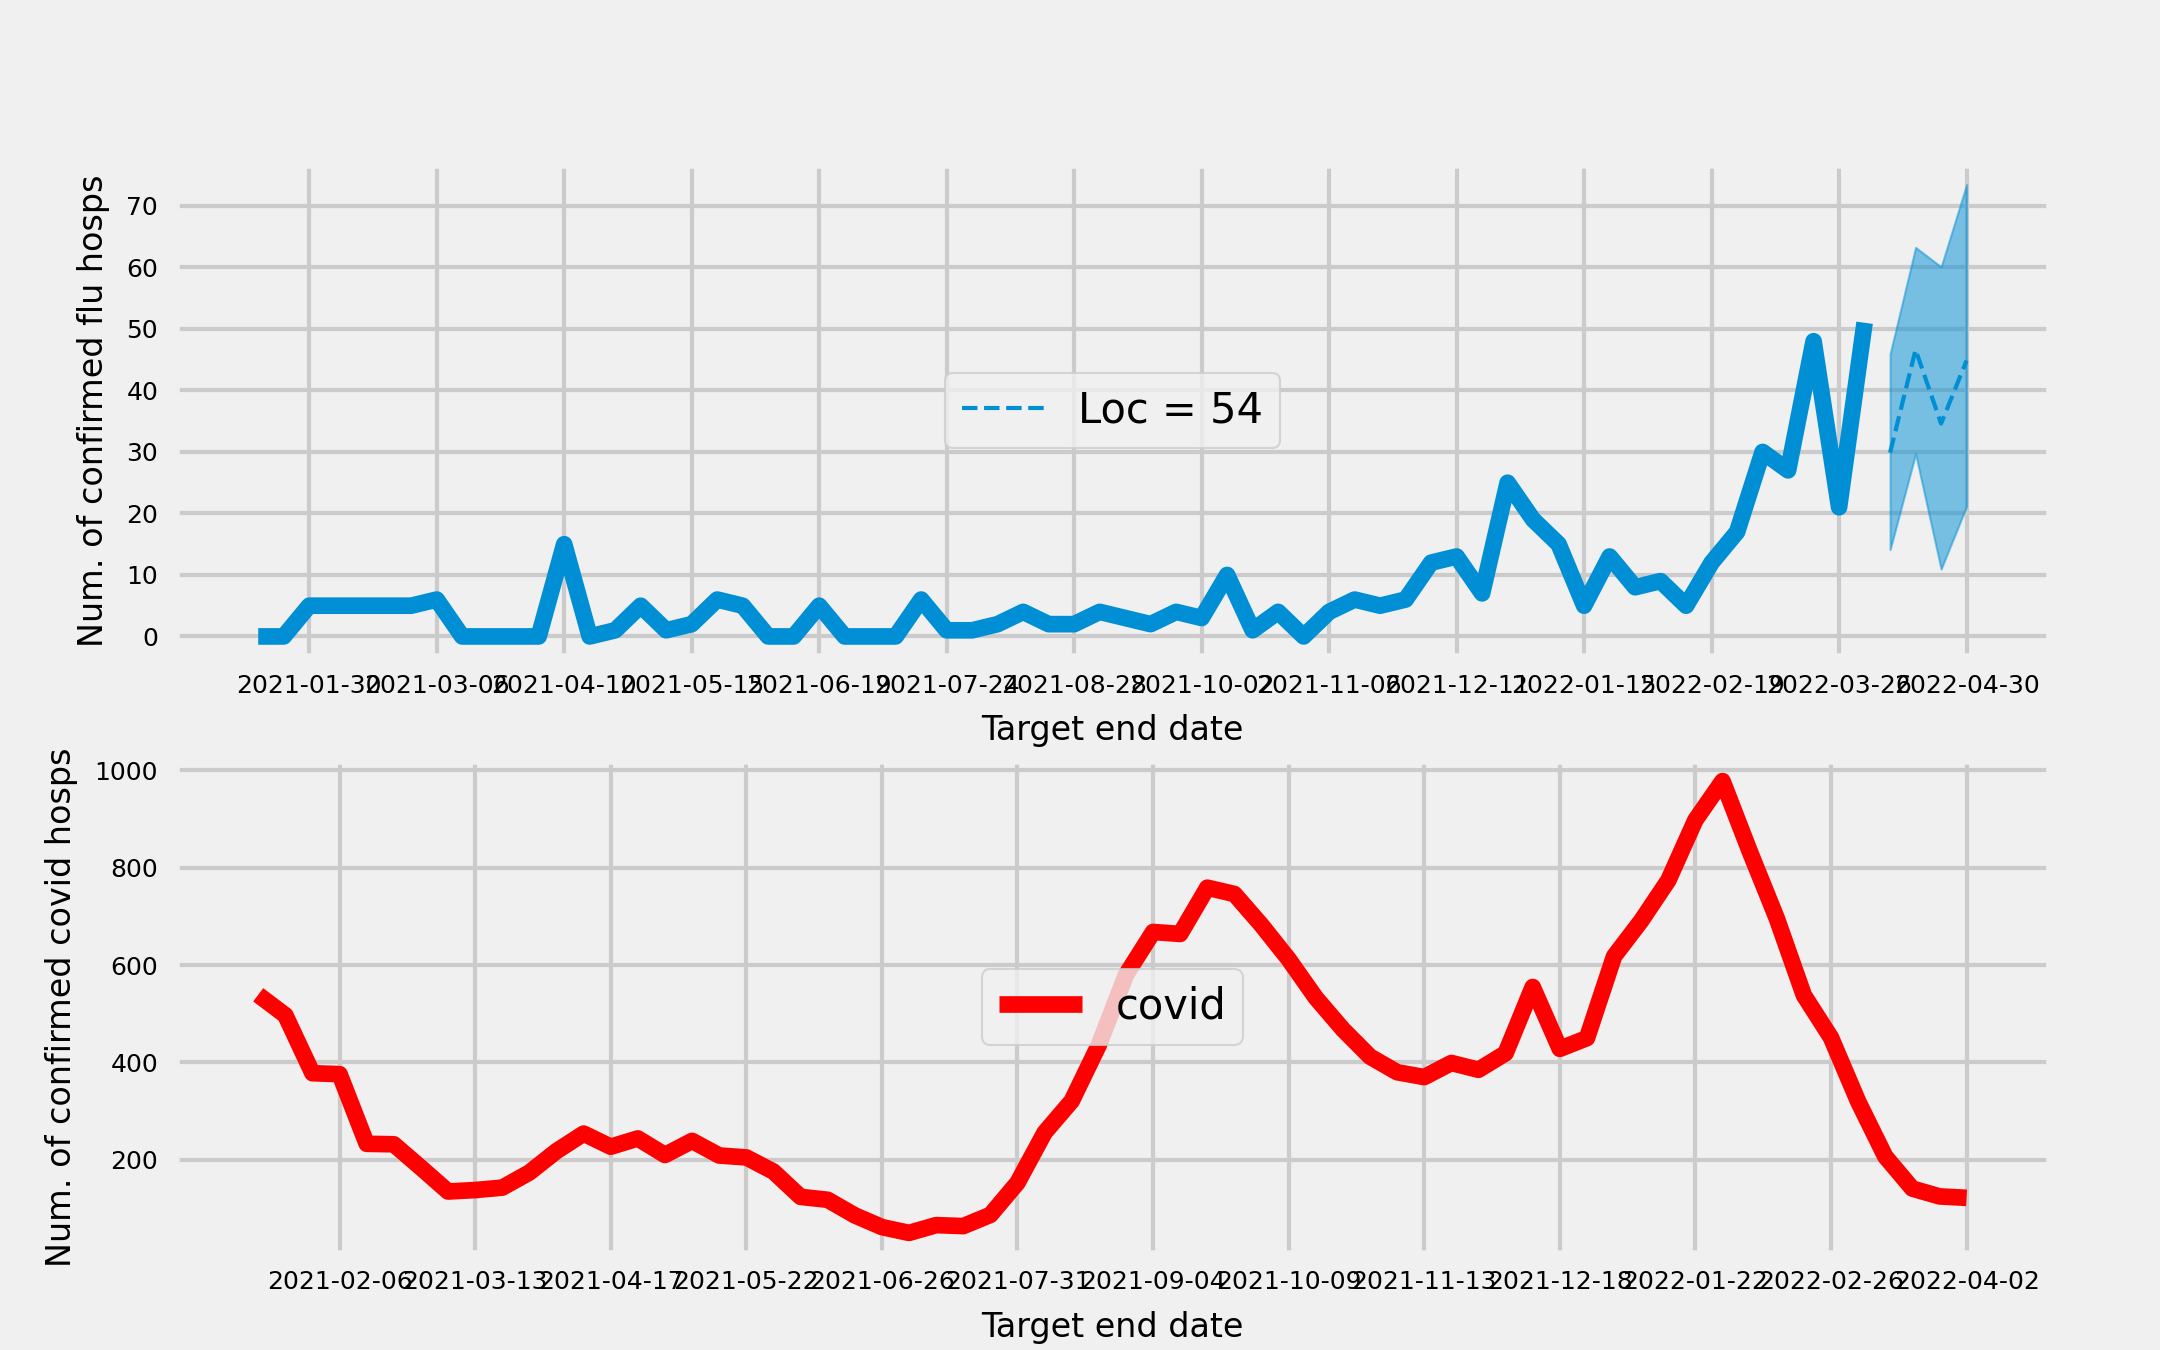 Num. of confirmed flu hosps
70
60
50
40
30
20
10
0
Loc = 54
2021-01-30 2021-03-06 2021-04-10 2021-05-15 2021-06-19 2021-07-24 2021-08-28 2021-10-02 2021-11-06 2021-12-11 2022-01-15 2022-02-19 2022-03-26 2022-04-30
Target end date
Num. of confirmed covid hosps
1000
800
600
400
200
covid
2021-02-06 2021-03-13 2021-04-17 2021-05-22 2021-06-26 2021-07-31 2021-09-04 2021-10-09 2021-11-13 2021-12-18 2022-01-22 2022-02-26 2022-04-02
Target end date